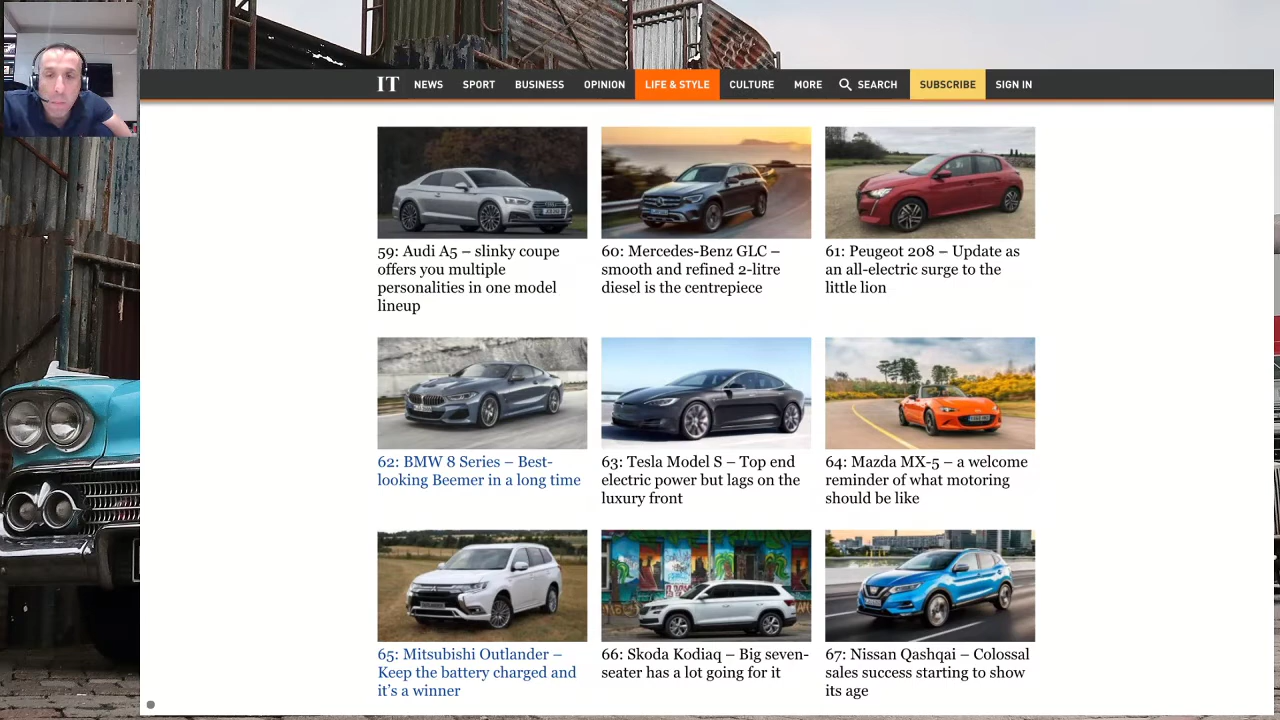 IT NEWS SPORT BUSINESS OPINION LIFE & STYLE CULTURE MORE SEARCH SUBSCRIBE SIGN IN
59: Audi A5 – slinky coupe
offers you multiple
personalities in one model
lineup
60: Mercedes-Benz GLC –
smooth and refined 2-litre
diesel is the centrepiece
61: Peugeot 208 – Update as
an all-electric surge to the
little lion
62: BMW 8 Series – Best-
looking Beemer in a long time
63: Tesla Model S – Top end
electric power but lags on the
luxury front
64: Mazda MX-5 – a welcome
reminder of what motoring
should be like
65: Mitsubishi Outlander –
Keep the battery charged and
it's a winner
66: Skoda Kodiaq – Big seven-
seater has a lot going for it
67: Nissan Qashqai – Colossal
sales success starting to show
its age